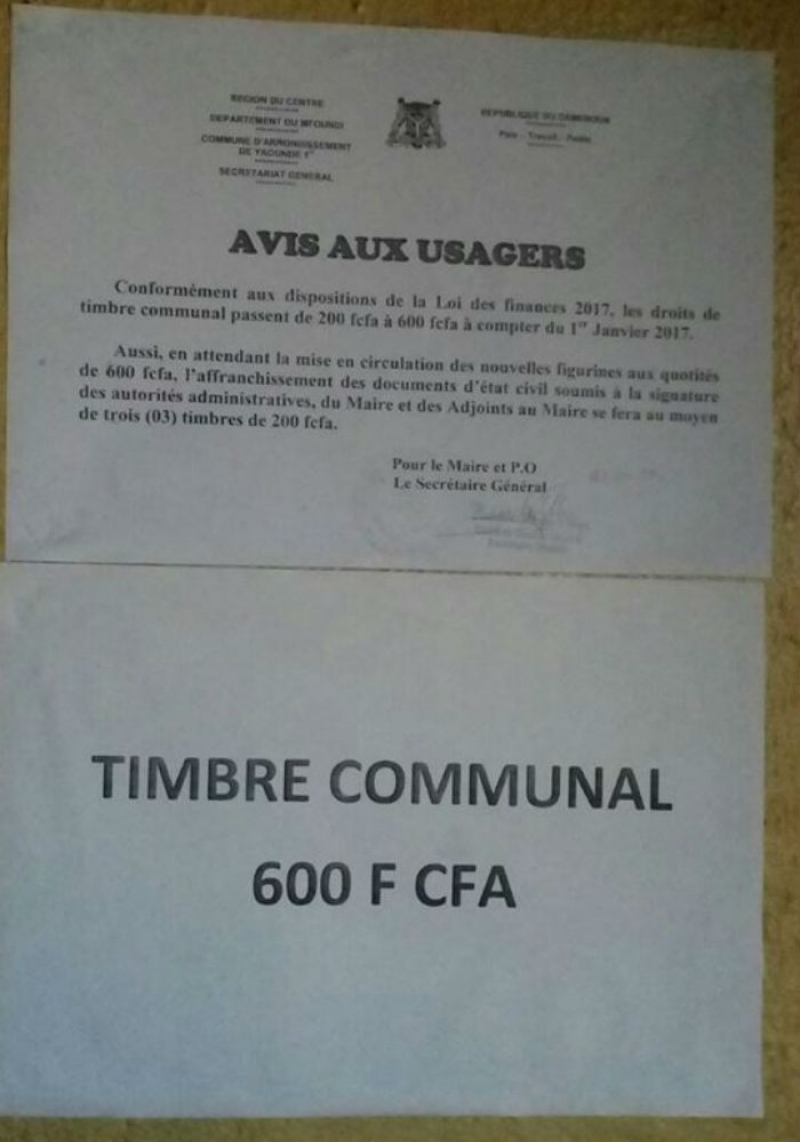 REGION DU CENTRE
DEPARTEMENT DU MFOUNDI
COMMUNE D'ARRONDISSEMENT
DE YAOUNDE 1er
SECRETARIAT GENERAL
REPUBLIQUE DU CAMEROUN
Paix - Travail - Patrie
AVIS AUX USAGERS
Conformément aux dispositions de la Loi des finances 2017, les droits de
timbre communal passent de 200 fcfa à 600 fcfa à compter du 1er Janvier 2017.
Aussi, en attendant la mise en circulation des nouvelles figurines aux quotités
de 600 fcfa, l'affranchissement des documents d'état civil soumis à la signature
des autorités administratives, du Maire et des Adjoints au Maire se fera au moyen
de trois (03) timbres de 200 fcfa.
Pour le Maire et P.O
Le Secrétaire Général
TIMBRE COMMUNAL
600 F CFA